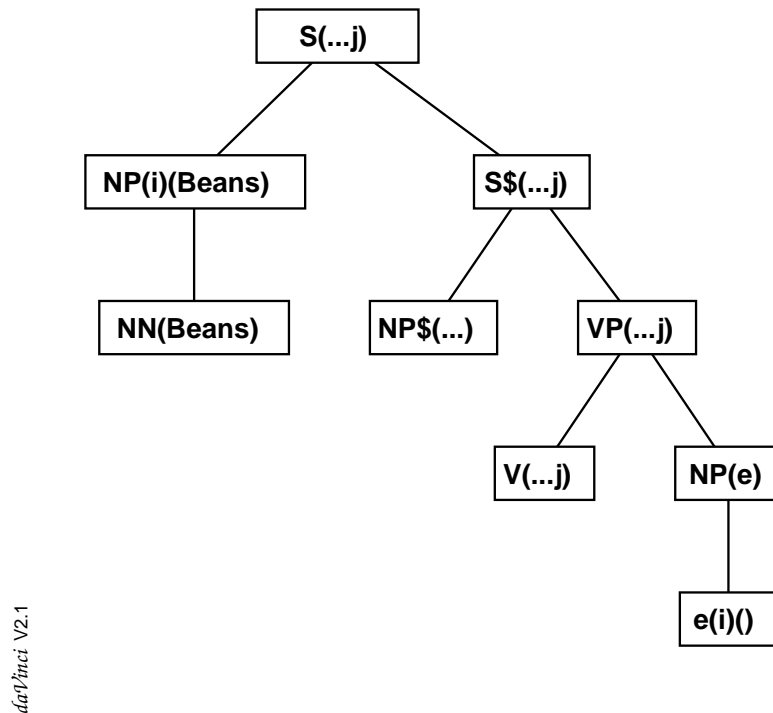 S(...j)
NP(i)(Beans)
S$(...j)
NN(Beans)
NP$(...)
VP(...j)
V(...j)
NP(e)
e(i)()
daVinci V2.1